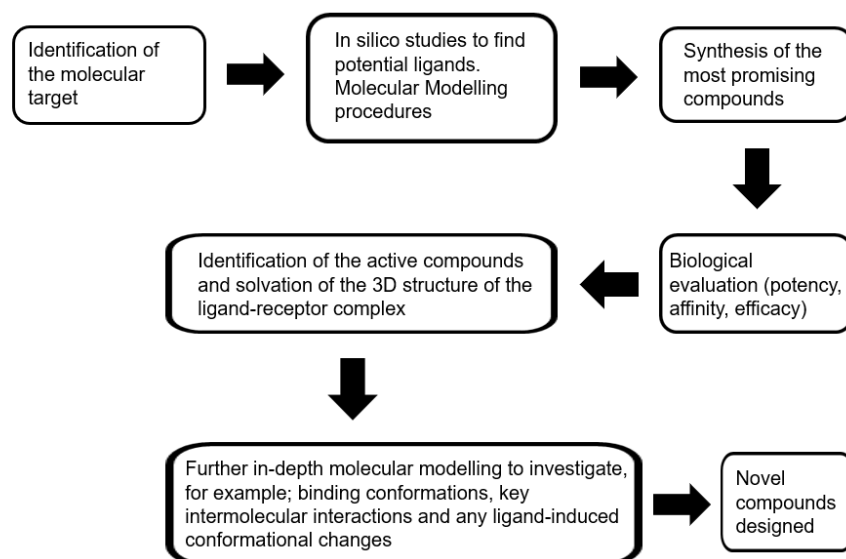 Identification of
the molecular
target
In silico studies to find
potential ligands.
Molecular Modelling
procedures
Synthesis of the
most promising
compounds
Biological
evaluation (potency,
affinity, efficacy)
Identification of the active compounds
and solvation of the 3D structure of the
ligand-receptor complex
Further in-depth molecular modelling to investigate,
for example; binding conformations, key
intermolecular interactions and any ligand-induced
conformational changes
Novel
compounds
designed